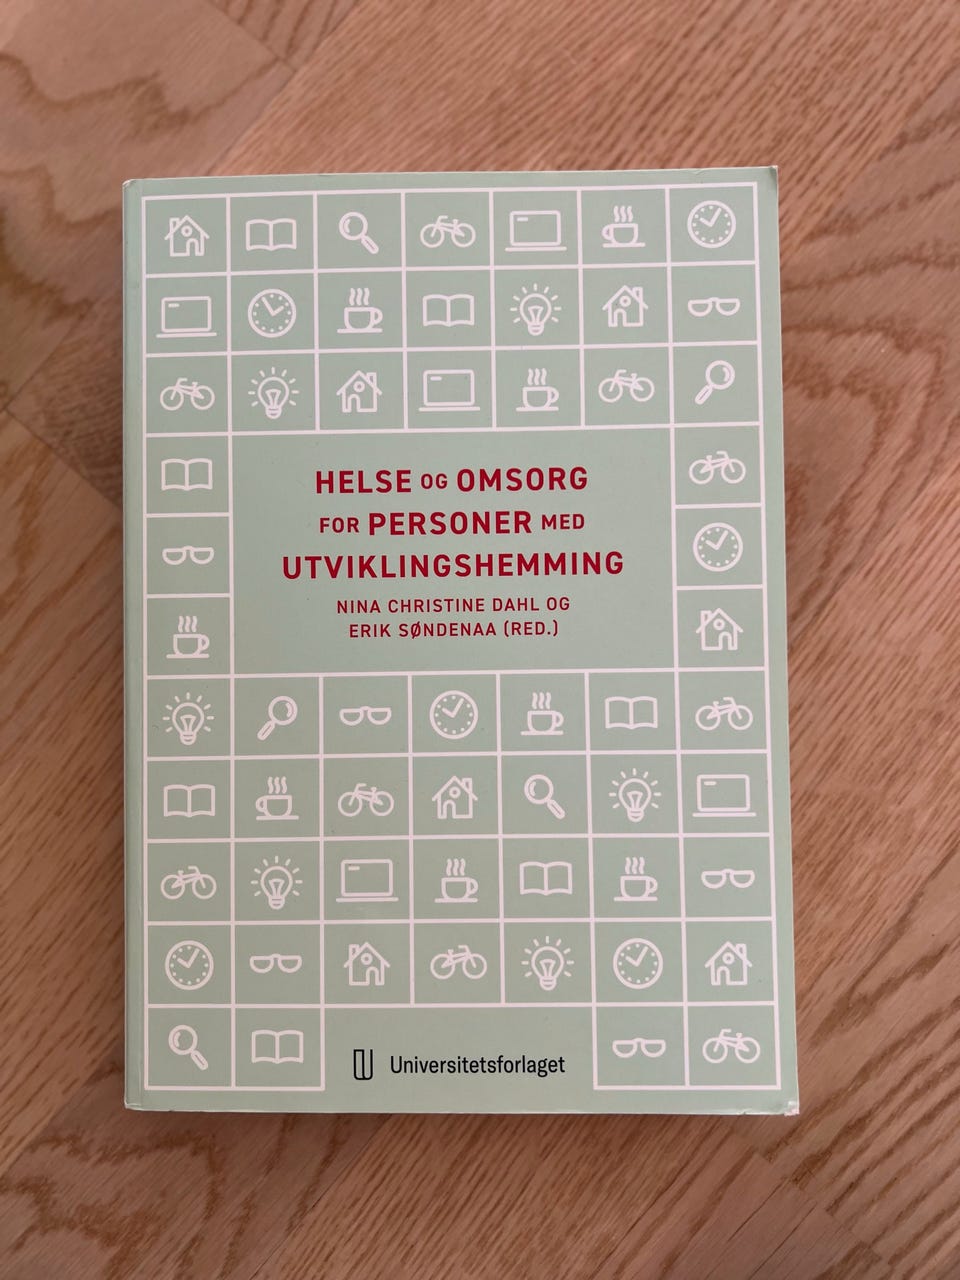 HELSE OG OMSORG
FOR PERSONER MED
UTVIKLINGSHEMMING
NINA CHRISTINE DAHL OG
ERIK SØNDENAA (RED.)
Universitetsforlaget